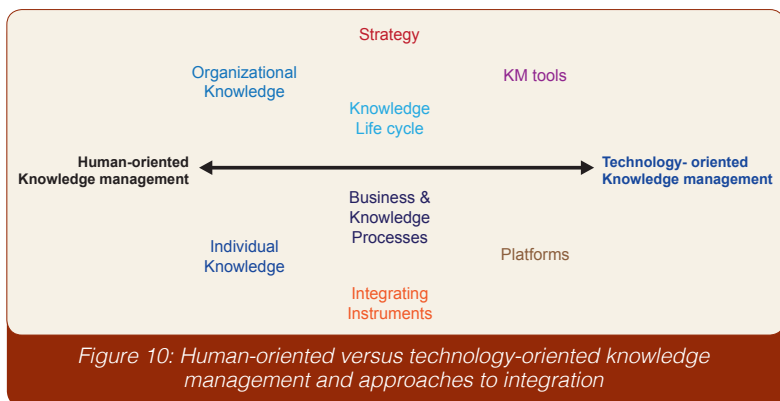 Strategy
Organizational
Knowledge
KM tools
Knowledge
Life cycle
Human-oriented
Knowledge management
Technology- oriented
Knowledge management
Business &
Knowledge
Processes
Individual
Knowledge
Platforms
Integrating
Instruments
Figure 10: Human-oriented versus technology-oriented knowledge
management and approaches to integration